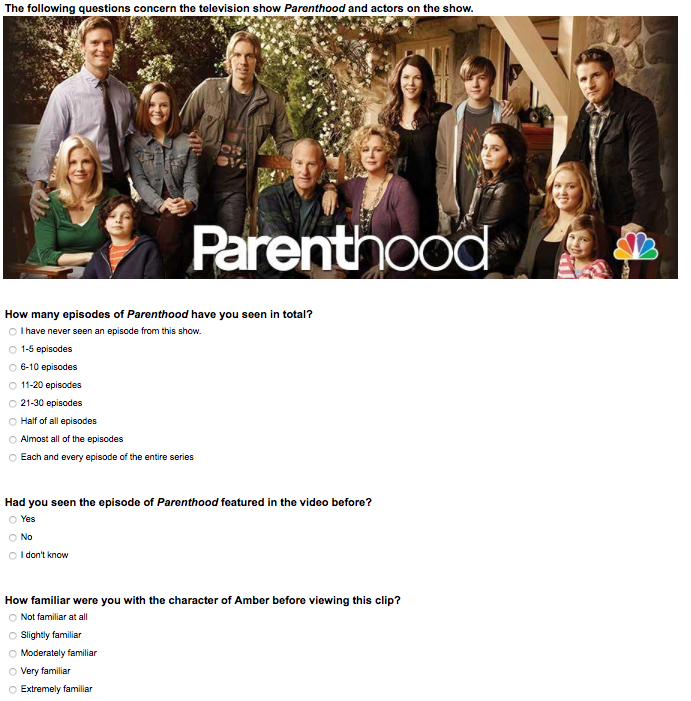 The following questions concern the television show Parenthood and actors on the show.
Parenthood
How many episodes of Parenthood have you seen in total?
I have never seen an episode from this show.
1-5 episodes
6-10 episodes
11-20 episodes
21-30 episodes
Half of all episodes
Almost all of the episodes
Each and every episode of the entire series
Had you seen the episode of Parenthood featured in the video before?
Yes
No
I don't know
How familiar were you with the character of Amber before viewing this clip?
Not familiar at all
Slightly familiar
Moderately familiar
Very familiar
Extremely familiar